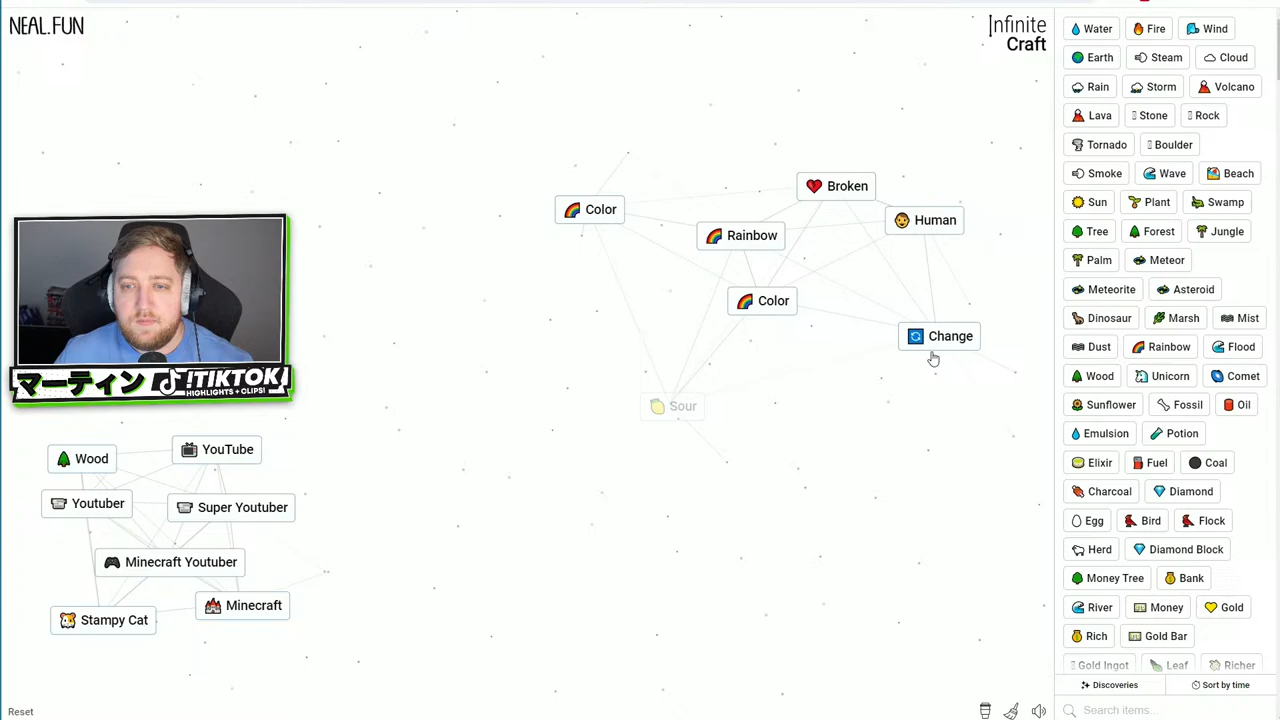 NEAL.FUN
Infinite
Craft
Color
Broken
Human
Rainbow
Color
Change
Sour
マーティン !TIKTOK
HIGHLIGHTS + CLIPS!
Wood
YouTube
Youtuber
Super Youtuber
Minecraft Youtuber
Stampy Cat
Minecraft
Reset
Water Fire Wind
Earth Steam Cloud
Rain Storm Volcano
Lava Stone Rock
Tornado Boulder
Smoke Wave Beach
Sun Plant Swamp
Tree Forest Jungle
Palm Meteor
Meteorite Asteroid
Dinosaur Marsh Mist
Dust Rainbow Flood
Wood Unicorn Comet
Sunflower Fossil Oil
Emulsion Potion
Elixir Fuel Coal
Charcoal Diamond
Egg Bird Flock
Herd Diamond Block
Money Tree Bank
River Money Gold
Rich Gold Bar
Gold Ingot Leaf Richer
Discoveries Sort by time
Search items...